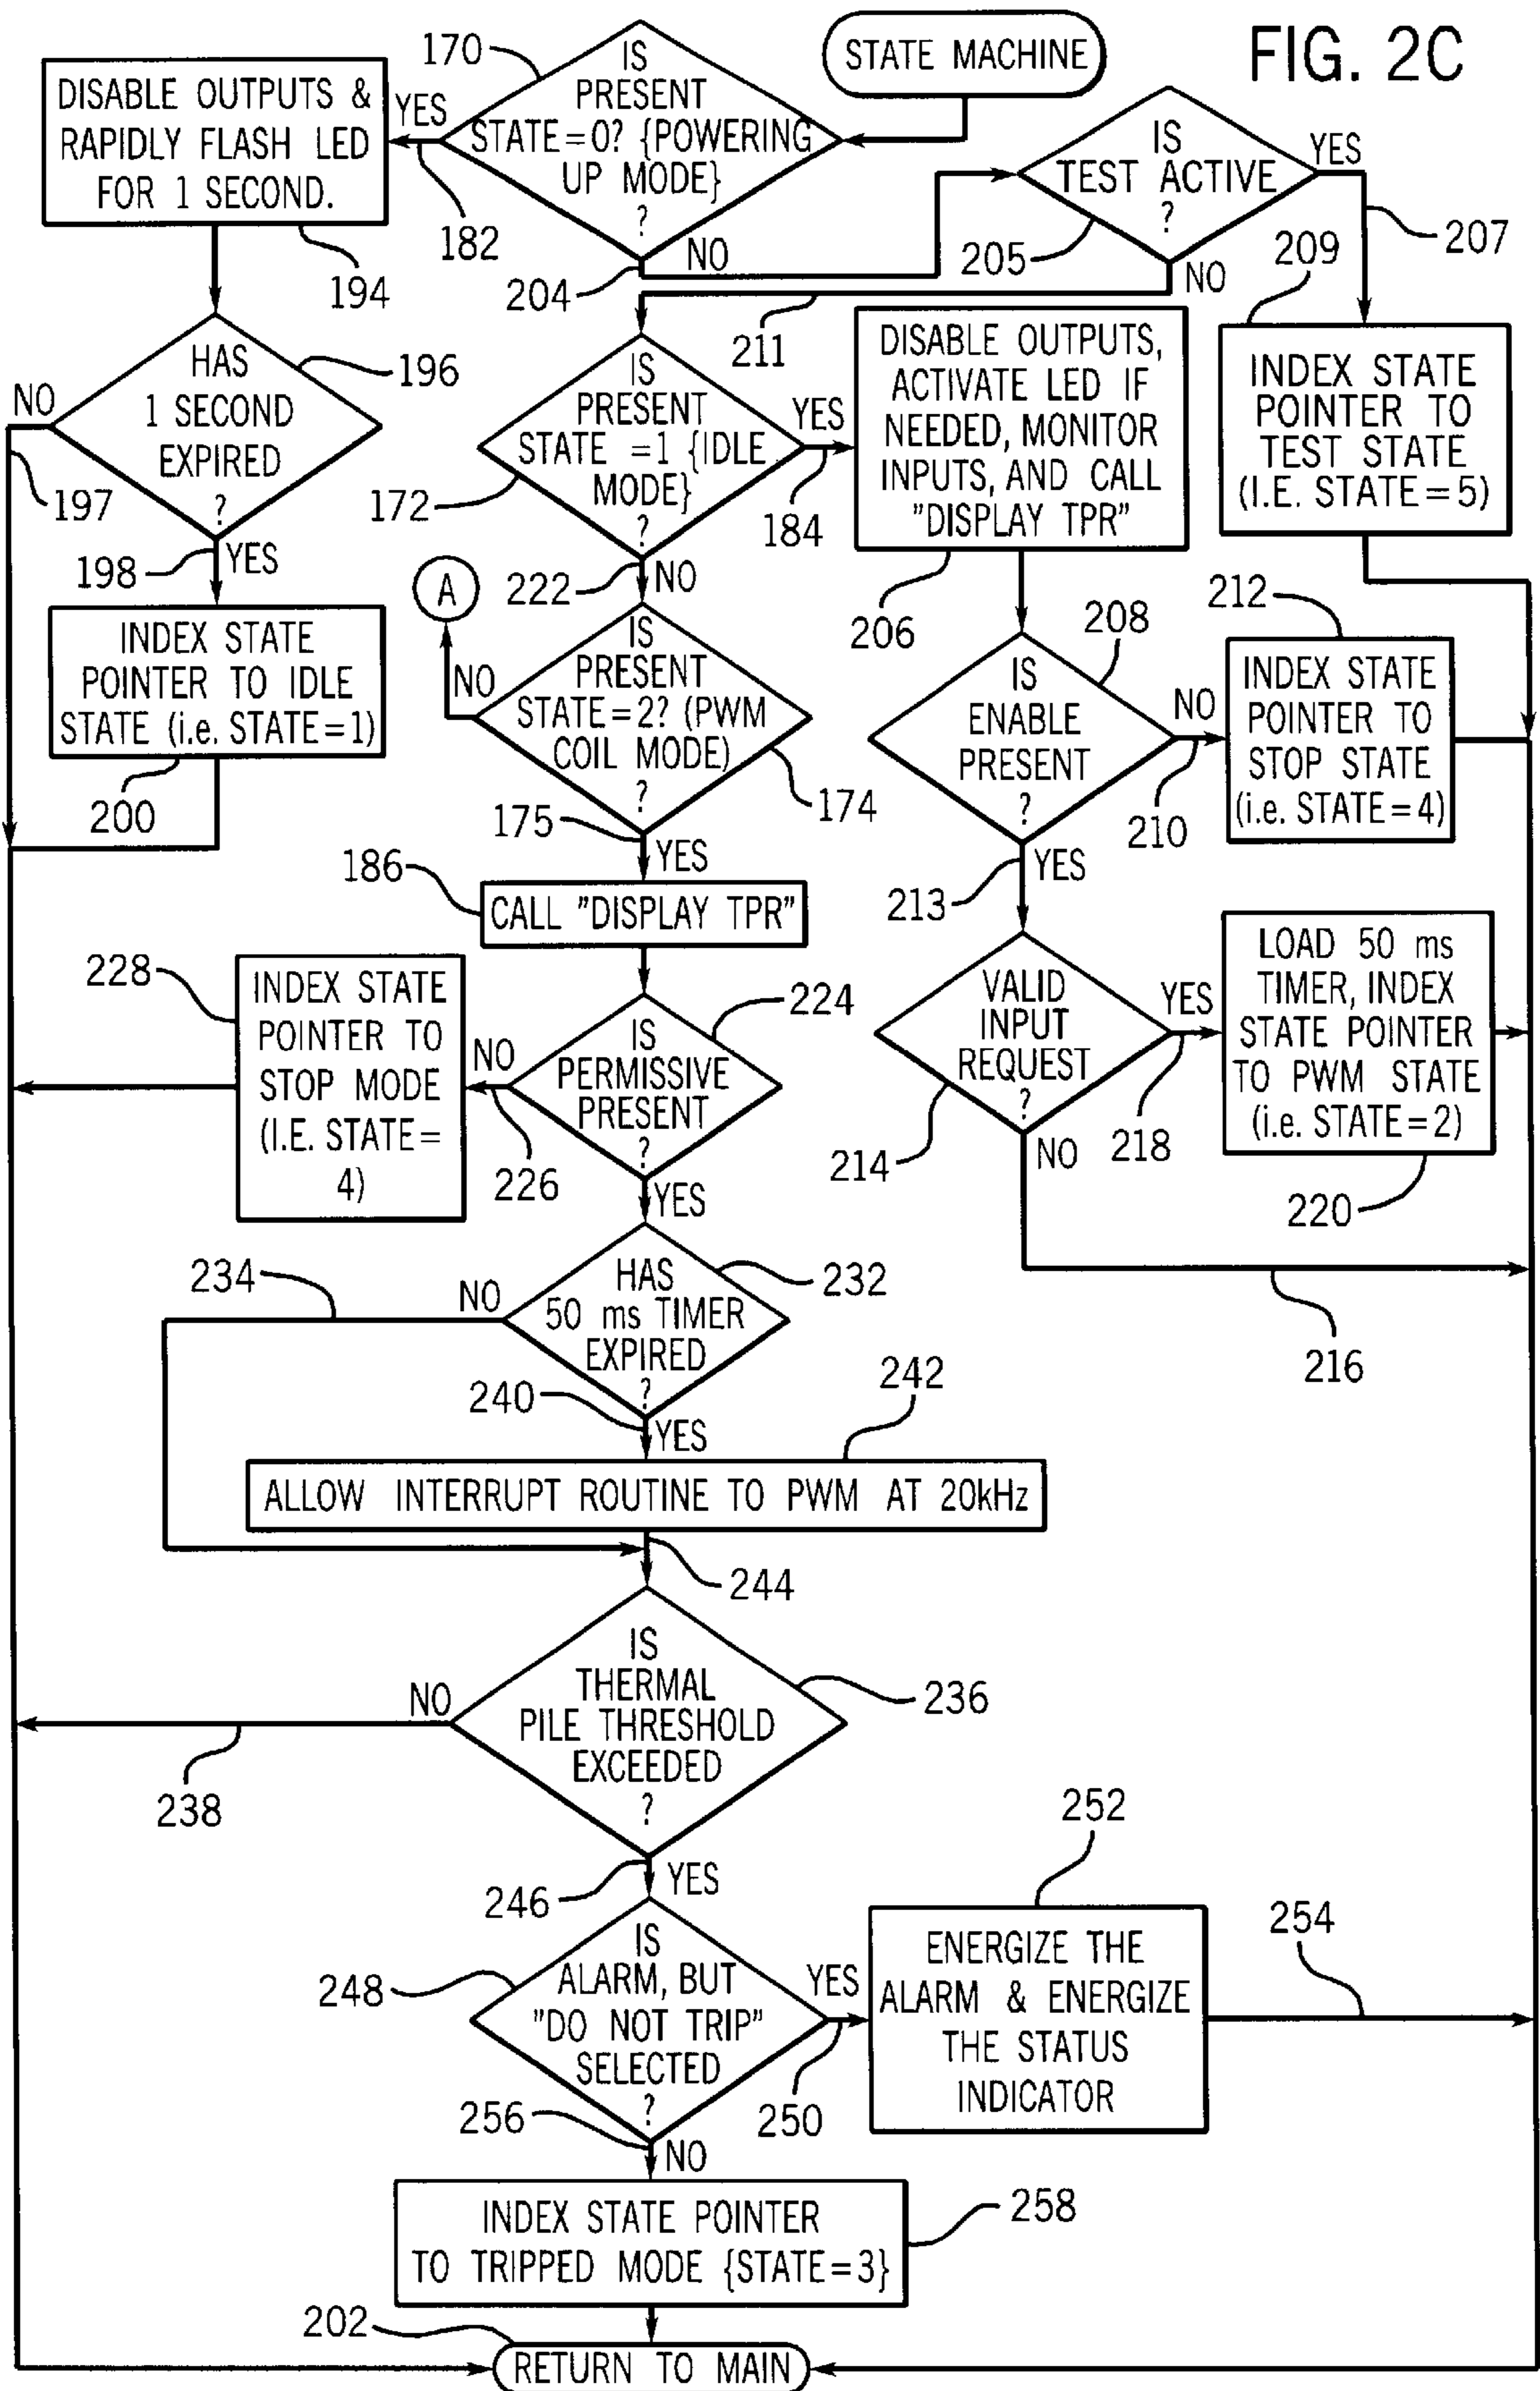 FIG. 2C
STATE MACHINE
170
IS
PRESENT
STATE=0? {POWERING
UP MODE}
?
YES
182
NO
204
DISABLE OUTPUTS &
RAPIDLY FLASH LED
FOR 1 SECOND.
194
IS
TEST ACTIVE
?
205
YES
207
NO
211
209
INDEX STATE
POINTER TO
TEST STATE
(I.E. STATE=5)
HAS
1 SECOND
EXPIRED
?
196
NO
197
YES
198
INDEX STATE
POINTER TO IDLE
STATE (i.e. STATE=1)
200
IS
PRESENT
STATE =1 {IDLE
MODE}
?
172
YES
184
NO
222
DISABLE OUTPUTS,
ACTIVATE LED IF
NEEDED, MONITOR
INPUTS, AND CALL
"DISPLAY TPR"
206
A
NO
IS
PRESENT
STATE=2? (PWM
COIL MODE)
?
174
175
YES
208
IS
ENABLE
PRESENT
?
NO
210
212
INDEX STATE
POINTER TO
STOP STATE
(i.e. STATE=4)
YES
213
186
CALL "DISPLAY TPR"
VALID
INPUT
REQUEST
?
214
YES
218
NO
216
LOAD 50 ms
TIMER, INDEX
STATE POINTER
TO PWM STATE
(i.e. STATE=2)
220
228
INDEX STATE
POINTER TO
STOP MODE
(I.E. STATE=
4)
224
IS
PERMISSIVE
PRESENT
?
NO
226
YES
234
NO
HAS
50 ms TIMER
EXPIRED
?
232
240
YES
242
ALLOW INTERRUPT ROUTINE TO PWM AT 20kHz
244
IS
THERMAL
PILE THRESHOLD
EXCEEDED
?
236
NO
238
246
YES
IS
ALARM, BUT
"DO NOT TRIP"
SELECTED
?
248
YES
250
252
ENERGIZE THE
ALARM & ENERGIZE
THE STATUS
INDICATOR
254
256
NO
INDEX STATE POINTER
TO TRIPPED MODE {STATE=3}
258
202
RETURN TO MAIN